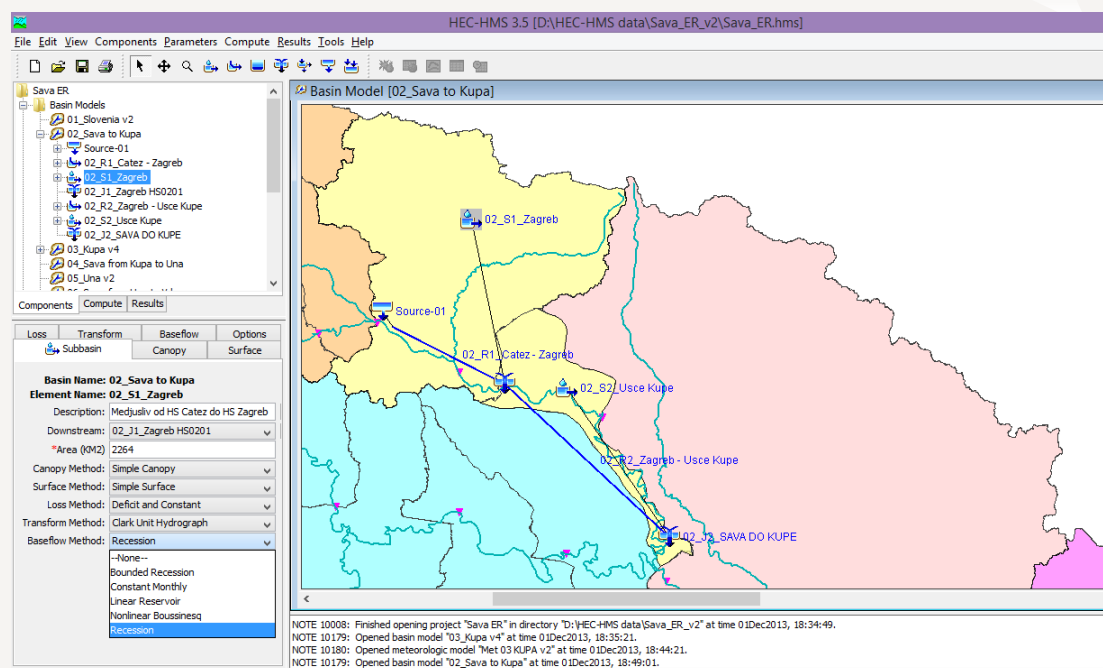 HEC-HMS 3.5 [D:\HEC-HMS data\Sava_ER_v2\Sava_ER.hms]
File Edit View Components Parameters Compute Results Tools Help
Sava ER
Basin Models
01_Slovenia v2
02_Sava to Kupa
Source-01
02_R1_Catez - Zagreb
02_S1_Zagreb
02_J1_Zagreb HS0201
02_R2_Zagreb - Usce Kupe
02_S2_Usce Kupe
02_J2_SAVA DO KUPE
03_Kupa v4
04_Sava from Kupa to Una
05_Una v2
Components Compute Results
Loss Transform Baseflow Options
Subbasin Canopy Surface
Basin Name: 02_Sava to Kupa
Element Name: 02_S1_Zagreb
Description: Medjusliv od HS Catez do HS Zagreb
Downstream: 02_J1_Zagreb HS0201
*Area (KM2) 2264
Canopy Method: Simple Canopy
Surface Method: Simple Surface
Loss Method: Deficit and Constant
Transform Method: Clark Unit Hydrograph
Baseflow Method: Recession
--None--
Bounded Recession
Constant Monthly
Linear Reservoir
Nonlinear Boussinesq
Recession
Basin Model [02_Sava to Kupa]
02_S1_Zagreb
Source-01
02_R1_Catez - Zagreb
02_S2_Usce Kupe
02_R2_Zagreb - Usce Kupe
02_J2_SAVA DO KUPE
NOTE 10008: Finished opening project "Sava ER" in directory "D:\HEC-HMS data\Sava_ER_v2" at time 01Dec2013, 18:34:49.
NOTE 10179: Opened basin model "03_Kupa v4" at time 01Dec2013, 18:35:21.
NOTE 10180: Opened meteorologic model "Met 03 KUPA v2" at time 01Dec2013, 18:44:21.
NOTE 10179: Opened basin model "02_Sava to Kupa" at time 01Dec2013, 18:49:01.